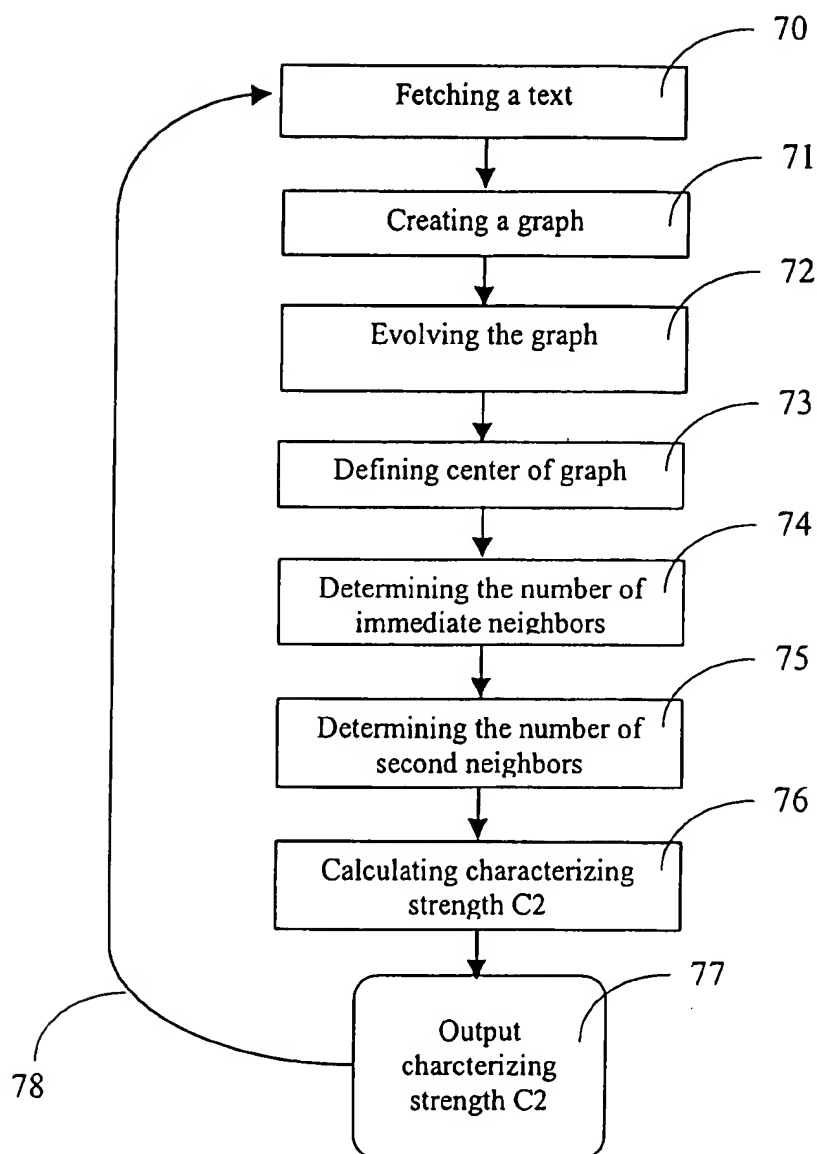 70
Fetching a text
71
Creating a graph
72
Evolving the graph
73
Defining center of graph
74
Determining the number of
immediate neighbors
75
Determining the number of
second neighbors
76
Calculating characterizing
strength C2
77
Output
charcterizing
strength C2
78